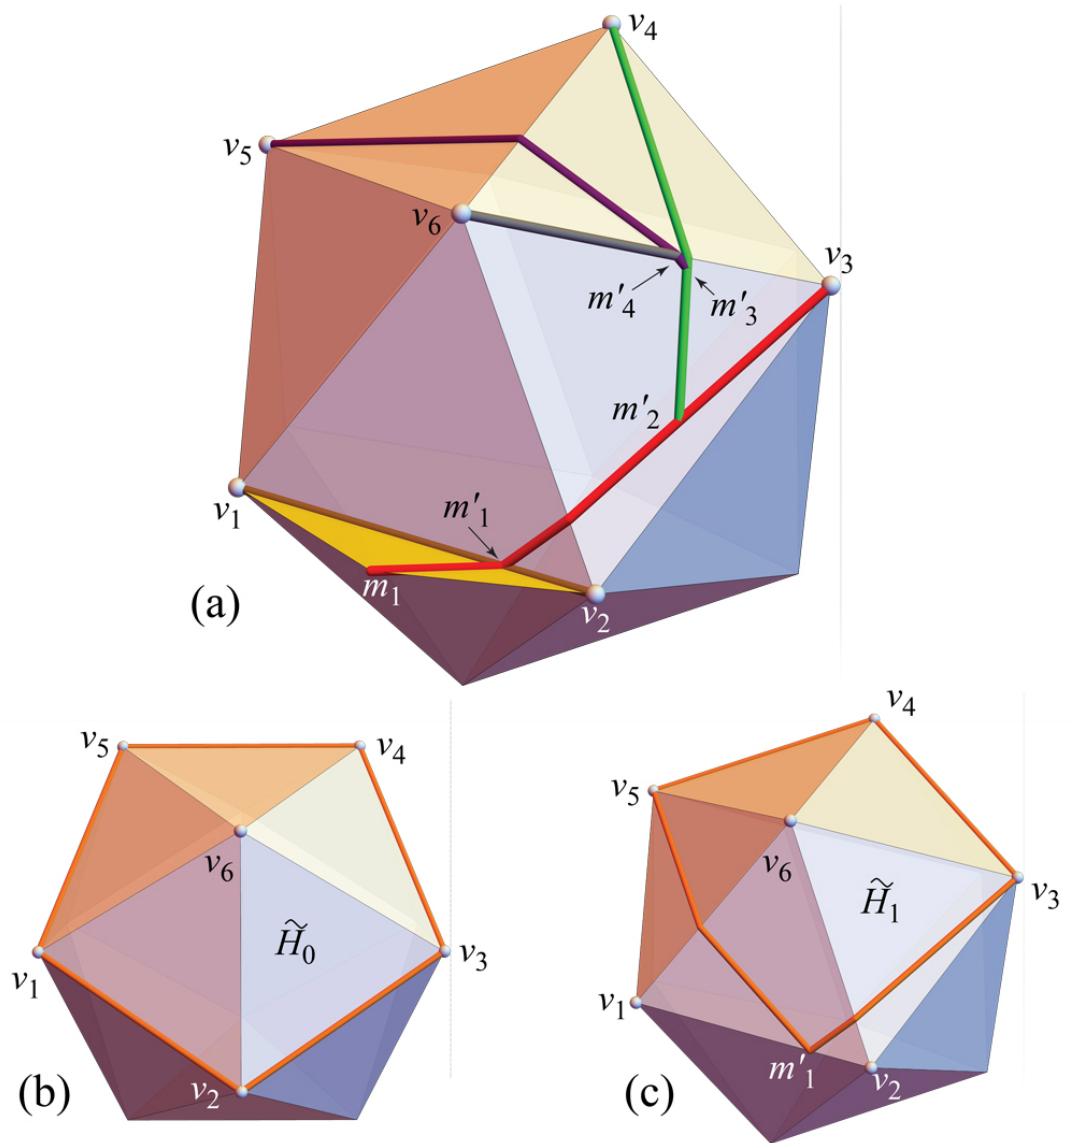 v₄
v₅
v₆
v₃
m′₄
m′₃
m′₂
v₁
m′₁
m₁
v₂
(a)
v₅
v₄
v₆
H̃₀
v₁
v₃
v₂
(b)
v₄
v₅
v₆
H̃₁
v₃
v₁
m′₁
v₂
(c)